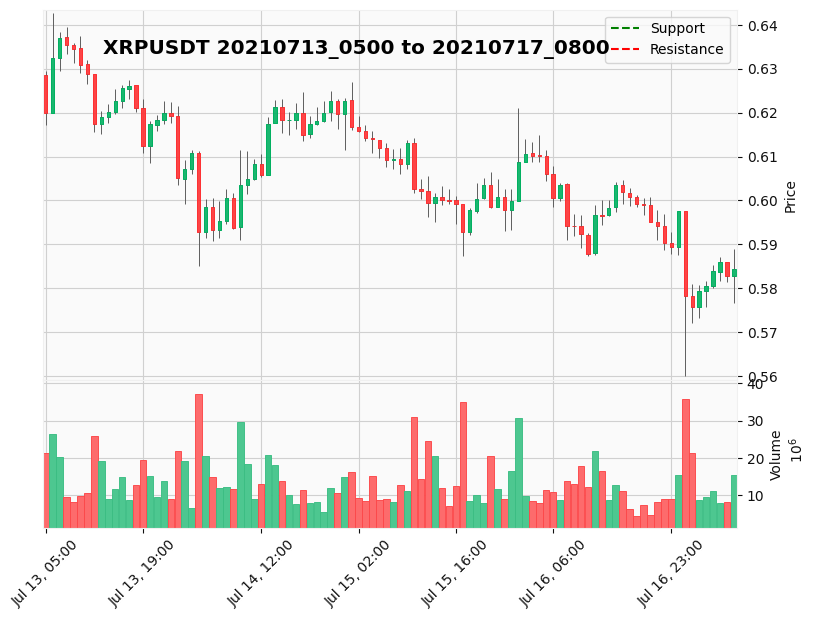 XRPUSDT 20210713_0500 to 20210717_0800
Support
Resistance
0.64
0.63
0.62
0.61
0.60
0.59
0.58
0.57
0.56
Price
40
30
20
10
Volume
10^6
Jul 13, 05:00
Jul 13, 19:00
Jul 14, 12:00
Jul 15, 02:00
Jul 15, 16:00
Jul 16, 06:00
Jul 16, 23:00